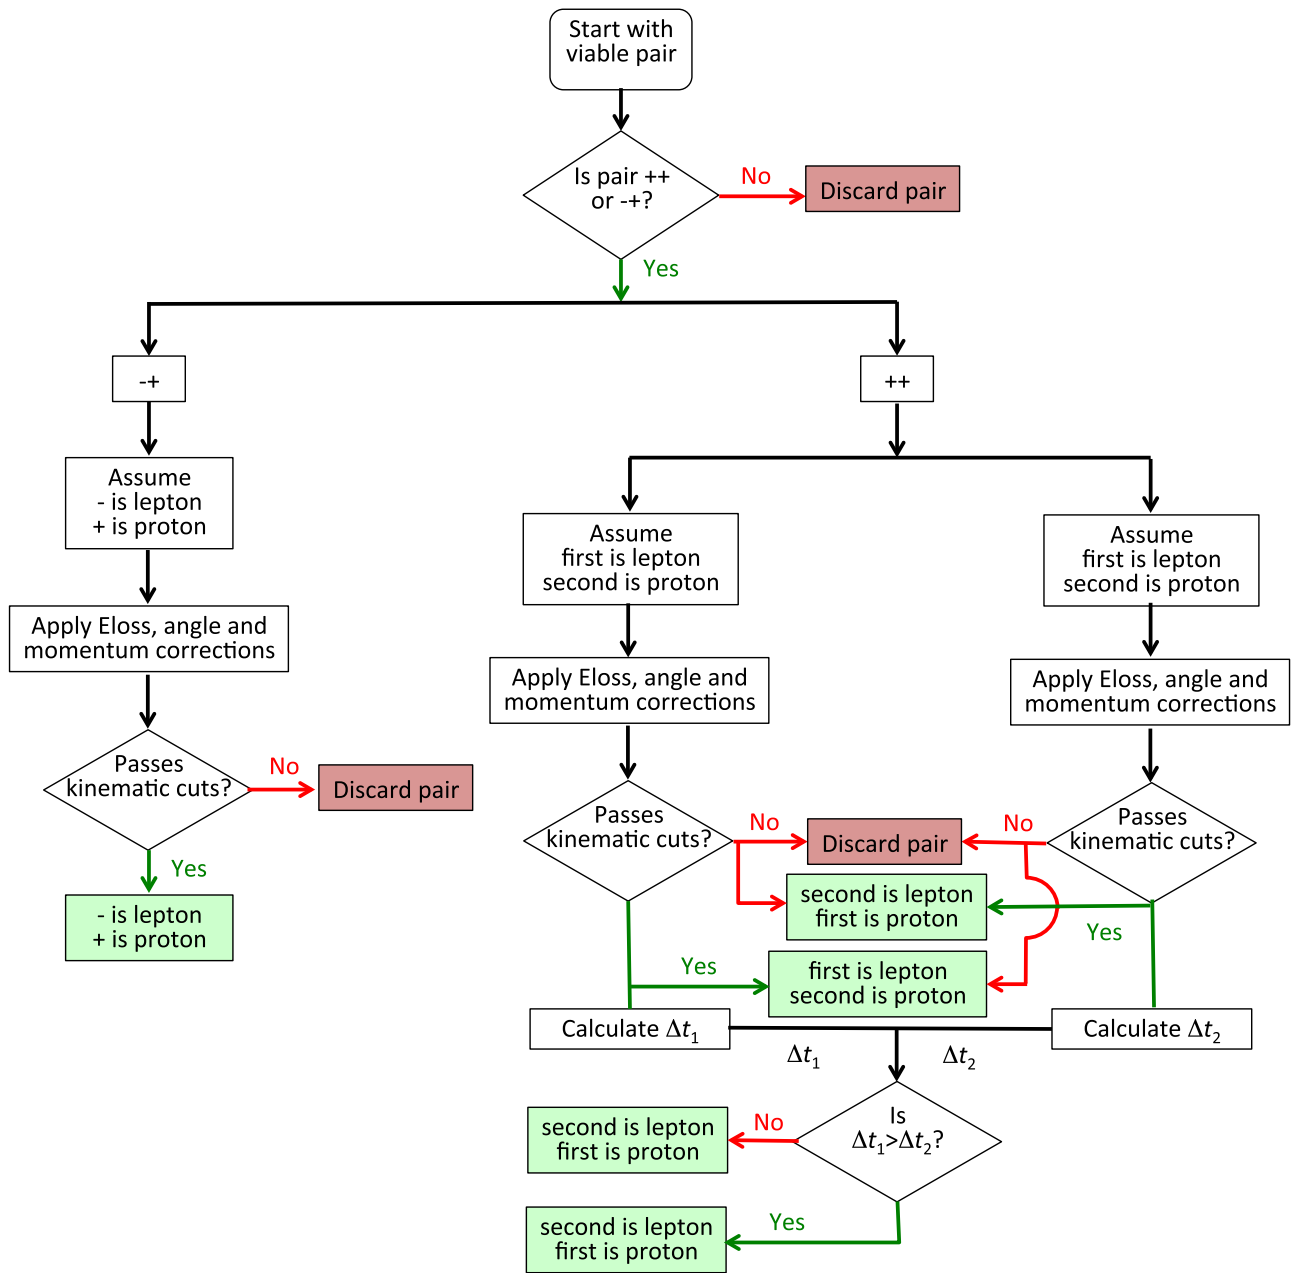 Start with
viable pair
Is pair ++
or -+?
No
Discard pair
Yes
-+
++
Assume
- is lepton
+ is proton
Assume
first is lepton
second is proton
Assume
first is lepton
second is proton
Apply Eloss, angle and
momentum corrections
Apply Eloss, angle and
momentum corrections
Apply Eloss, angle and
momentum corrections
Passes
kinematic cuts?
No
Discard pair
Yes
- is lepton
+ is proton
Passes
kinematic cuts?
No
Discard pair
No
Passes
kinematic cuts?
second is lepton
first is proton
Yes
Yes
first is lepton
second is proton
Calculate Δt₁
Calculate Δt₂
Δt₁
Δt₂
Is
Δt₁>Δt₂?
No
second is lepton
first is proton
Yes
second is lepton
first is proton